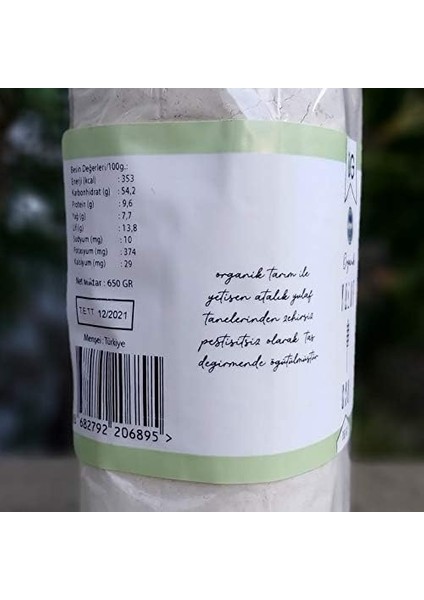 Besin Değerleri/100g.:
Enerji (kcal) : 353
Karbonhidrat (g) : 54,2
Protein (g) : 9,6
Yağ (g) : 7,7
Lif (g) : 13,8
Sodyum (mg) : 10
Potasyum (mg) : 374
Kalsiyum (mg) : 29
Net Miktar : 650 GR
T.E.T.T 12/2021
Menşei : Türkiye
682792 206895 >
organik tarım ile
yetişen atalık yulaf
tanelerinden zehirsiz
pestisitsiz olarak Taş
değirmende öğütülmüştür